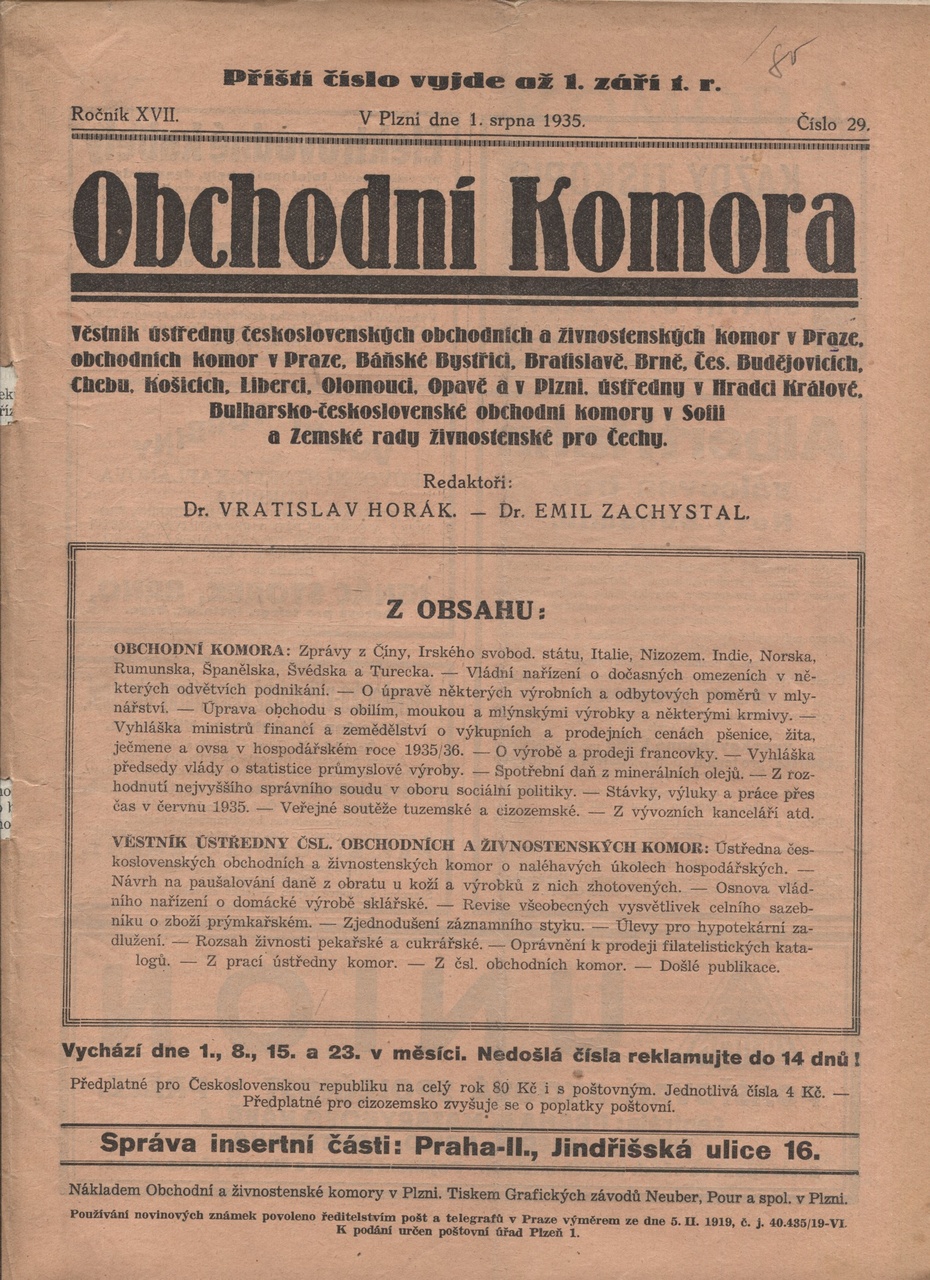 80
Příští číslo vyjde až 1. září t. r.
Ročník XVII.
V Plzni dne 1. srpna 1935.
Číslo 29.
Obchodní Komora
Věstník ústředny československých obchodních a živnostenských komor v Praze,
obchodních komor v Praze, Báňské Bystřici, Bratislavě, Brně, Čes. Budějovicích,
Chebu, Košicích, Liberci, Olomouci, Opavě a v Plzni, ústředny v Hradci Králové,
Bulharsko-československé obchodní komory v Sofii
a Zemské rady živnostenské pro Čechy.
Redaktoři:
Dr. VRATISLAV HORÁK. — Dr. EMIL ZACHYSTAL.
Z OBSAHU:
OBCHODNÍ KOMORA: Zprávy z Číny, Irského svobod. státu, Italie, Nizozem. Indie, Norska,
Rumunska, Španělska, Švédska a Turecka. — Vládní nařízení o dočasných omezeních v ně-
kterých odvětvích podnikání. — O úpravě některých výrobních a odbytových poměrů v mly-
nářství. — Úprava obchodu s obilím, moukou a mlýnskými výrobky a některými krmivy. —
Vyhláška ministrů financí a zemědělství o výkupních a prodejních cenách pšenice, žita,
ječmene a ovsa v hospodářském roce 1935/36. — O výrobě a prodeji francovky. — Vyhláška
předsedy vlády o statistice průmyslové výroby. — Spotřební daň z minerálních olejů. — Z roz-
hodnutí nejvyššího správního soudu v oboru sociální politiky. — Stávky, výluky a práce přes
čas v červnu 1935. — Veřejné soutěže tuzemské a cizozemské. — Z vývozních kanceláří atd.
VĚSTNÍK ÚSTŘEDNY ČSL. OBCHODNÍCH A ŽIVNOSTENSKÝCH KOMOR: Ústředna čes-
koslovenských obchodních a živnostenských komor o naléhavých úkolech hospodářských. —
Návrh na paušalování daně z obratu u koží a výrobků z nich zhotovených. — Osnova vlád-
ního nařízení o domácké výrobě sklářské. — Revise všeobecných vysvětlivek celního sazeb-
níku o zboží prýmkařském. — Zjednodušení záznamního styku. — Úlevy pro hypotekární za-
dlužení. — Rozsah živnosti pekařské a cukrářské. — Oprávnění k prodeji filatelistických kata-
logů. — Z prací ústředny komor. — Z čsl. obchodních komor. — Došlé publikace.
Vychází dne 1., 8., 15. a 23. v měsíci. Nedošlá čísla reklamujte do 14 dnů!
Předplatné pro Československou republiku na celý rok 80 Kč i s poštovným. Jednotlivá čísla 4 Kč. —
Předplatné pro cizozemsko zvyšuje se o poplatky poštovní.
Správa insertní části: Praha-II., Jindřišská ulice 16.
Nákladem Obchodní a živnostenské komory v Plzni. Tiskem Grafických závodů Neuber, Pour a spol. v Plzni.
Používání novinových známek povoleno ředitelstvím pošt a telegrafů v Praze výměrem ze dne 5. II. 1919, č. j. 40.435/19-VI.
K podání určen poštovní úřad Plzeň 1.